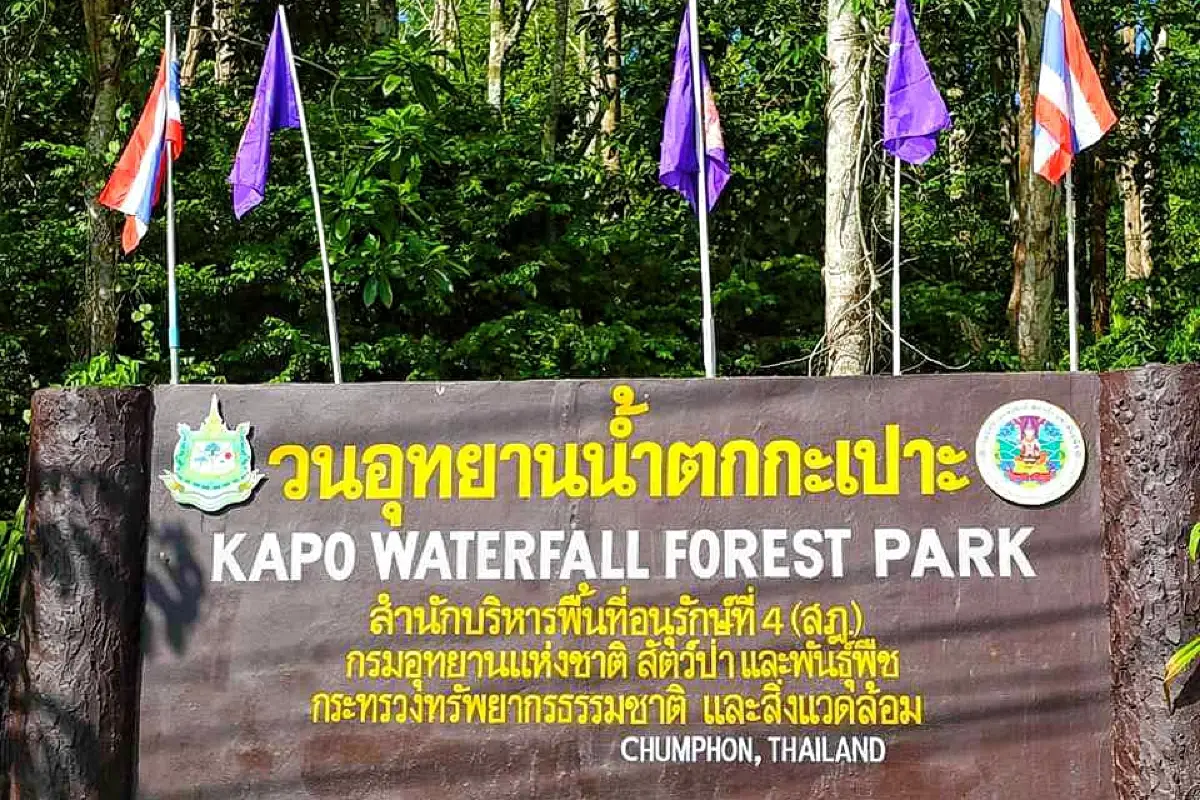 วนอุทยานน้ำตกกะเปาะ
KAPO WATERFALL FOREST PARK
สำนักบริหารพื้นที่อนุรักษ์ที่ 4 (สฎ.)
กรมอุทยานแห่งชาติ สัตว์ป่า และพันธุ์พืช
กระทรวงทรัพยากรธรรมชาติ และสิ่งแวดล้อม
CHUMPHON, THAILAND